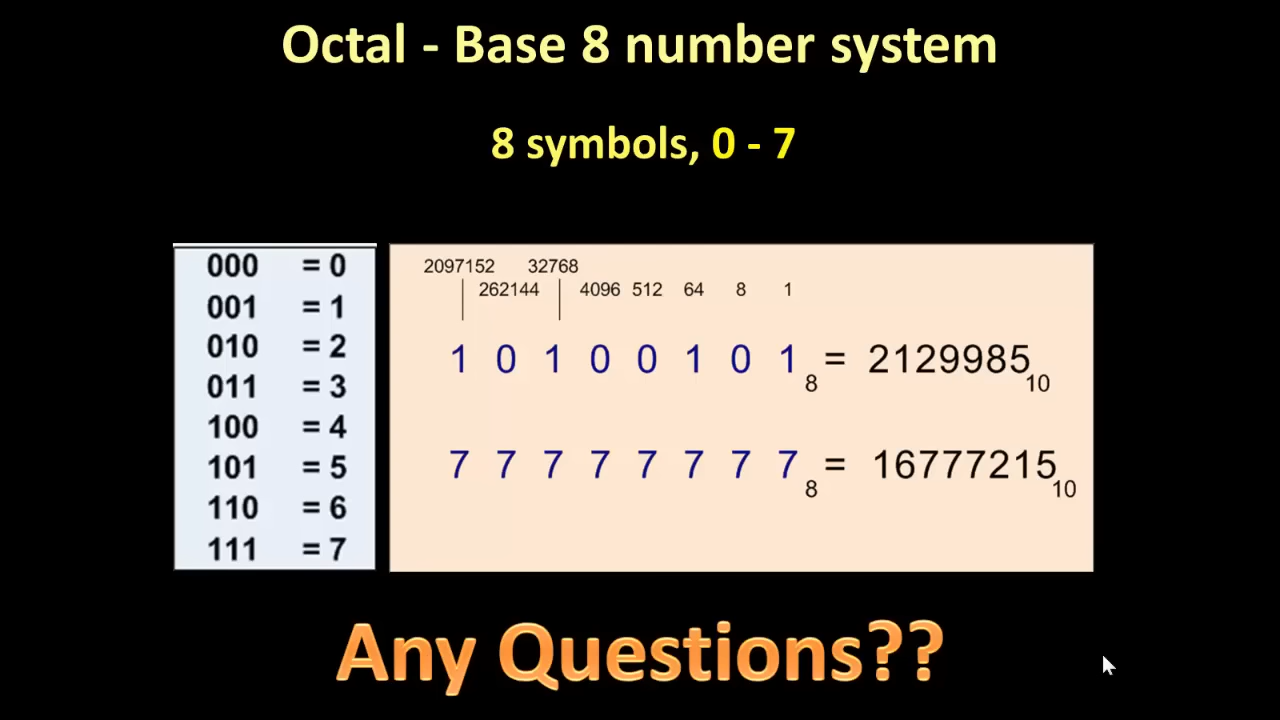 Octal - Base 8 number system
8 symbols, 0 - 7
000 = 0
001 = 1
010 = 2
011 = 3
100 = 4
101 = 5
110 = 6
111 = 7
2097152 32768
262144 4096 512 64 8 1
1 0 1 0 0 1 0 1 8 = 2129985 10
7 7 7 7 7 7 7 7 8 = 16777215 10
Any Questions??